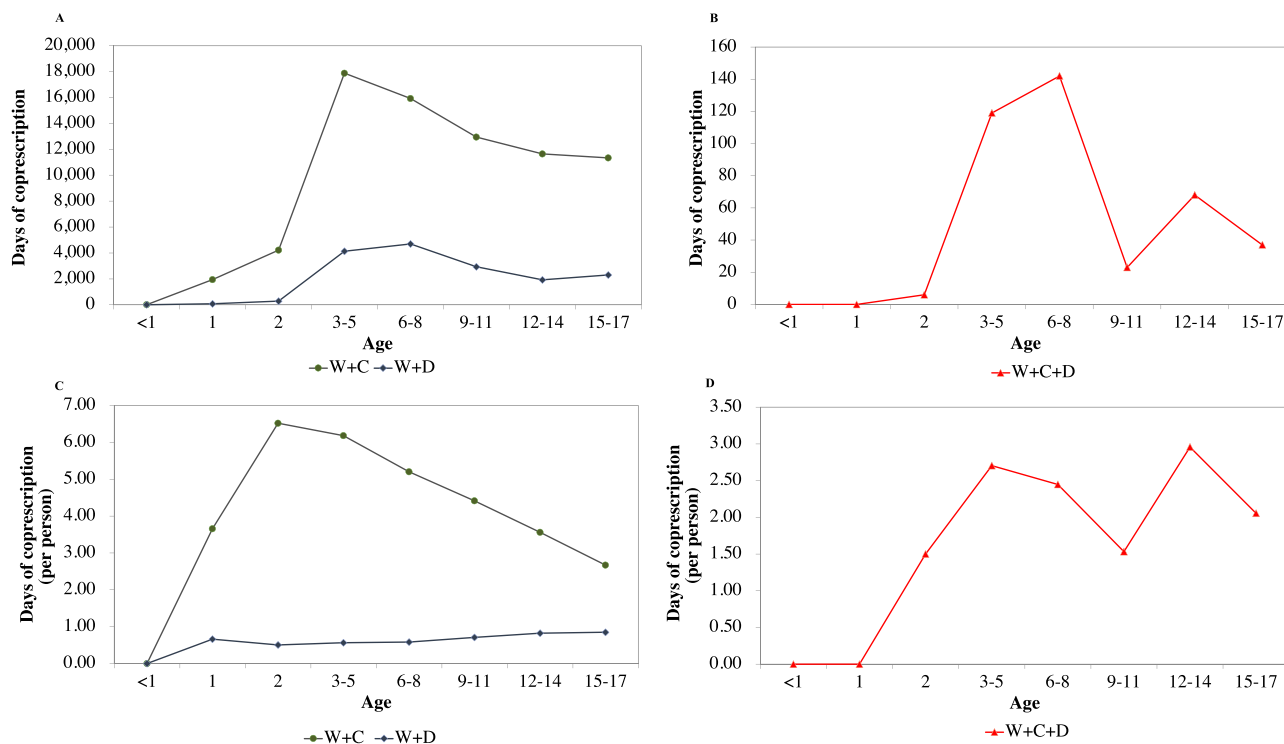 A
Days of coprescription
20,000
18,000
16,000
14,000
12,000
10,000
8,000
6,000
4,000
2,000
0
<1 1 2 3-5 6-8 9-11 12-14 15-17
Age
W+C W+D
B
Days of coprescription
160
140
120
100
80
60
40
20
0
<1 1 2 3-5 6-8 9-11 12-14 15-17
Age
W+C+D
C
Days of coprescription
(per person)
7.00
6.00
5.00
4.00
3.00
2.00
1.00
0.00
<1 1 2 3-5 6-8 9-11 12-14 15-17
Age
W+C W+D
D
Days of coprescription
(per person)
3.50
3.00
2.50
2.00
1.50
1.00
0.50
0.00
<1 1 2 3-5 6-8 9-11 12-14 15-17
Age
W+C+D